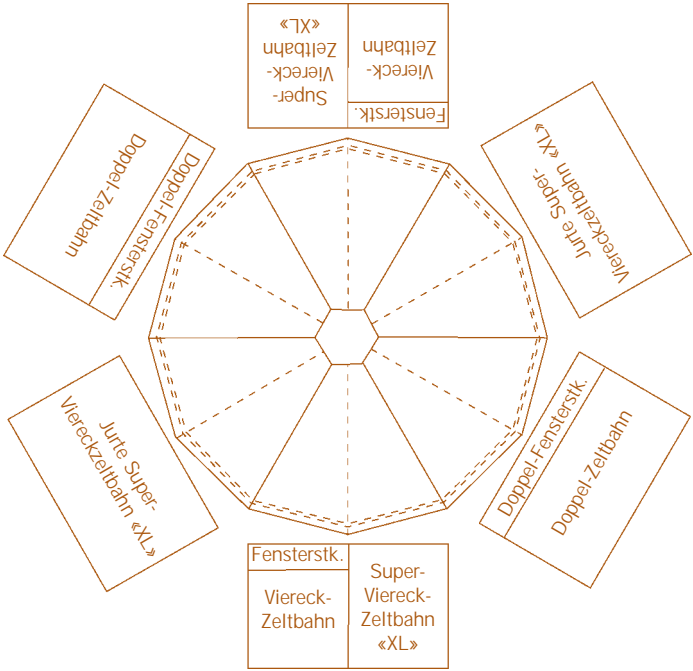 Super-
Viereck-
Zeltbahn
«XL»
Viereck-
Zeltbahn
Fensterstk.
Doppel-Zeltbahn
Doppel-Fensterstk.
Jurte Super-
Viereckzeltbahn «XL»
Jurte Super-
Viereckzeltbahn «XL»
Doppel-Fensterstk.
Doppel-Zeltbahn
Fensterstk.
Viereck-
Zeltbahn
Super-
Viereck-
Zeltbahn
«XL»